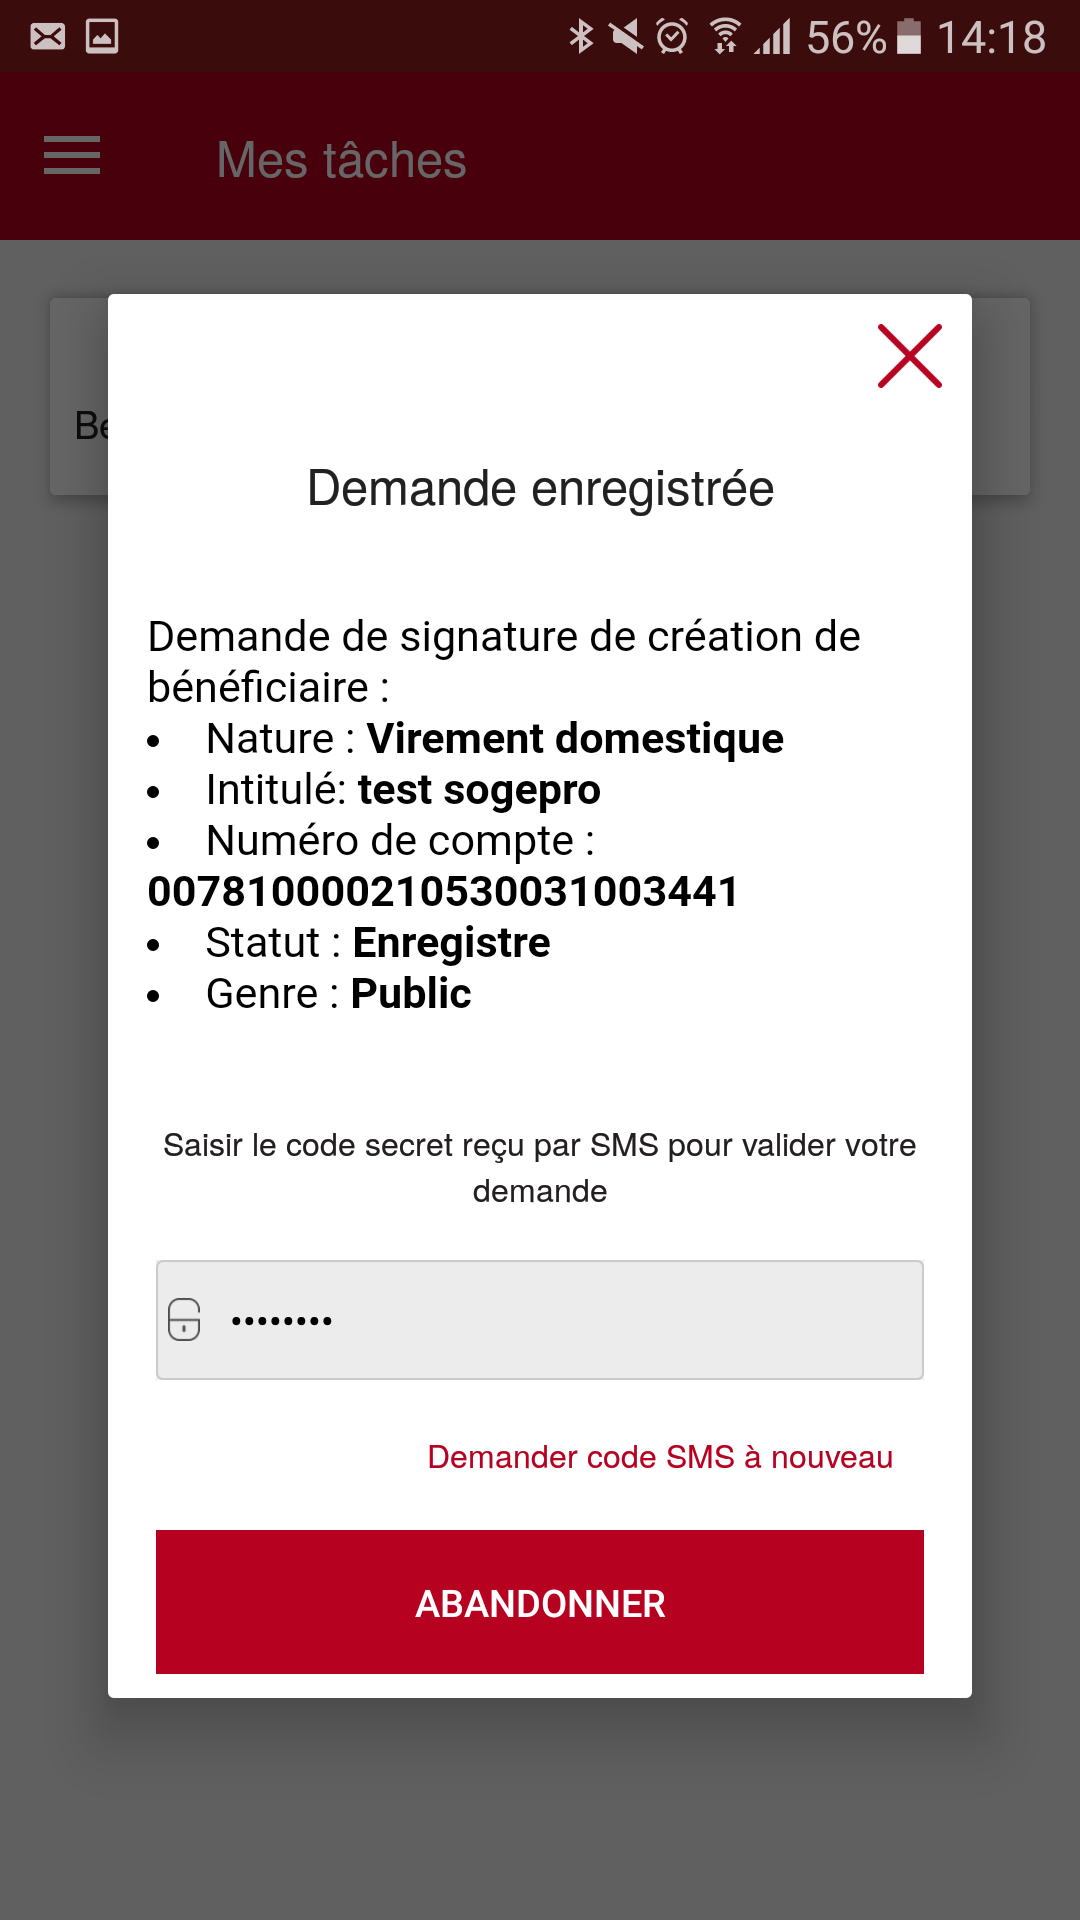 56% 14:18
Mes tâches
Be
Demande enregistrée
Demande de signature de création de
bénéficiaire :
• Nature : Virement domestique
• Intitulé: test sogepro
• Numéro de compte :
007810000210530031003441
• Statut : Enregistre
• Genre : Public
Saisir le code secret reçu par SMS pour valider votre
demande
••••••••
Demander code SMS à nouveau
ABANDONNER